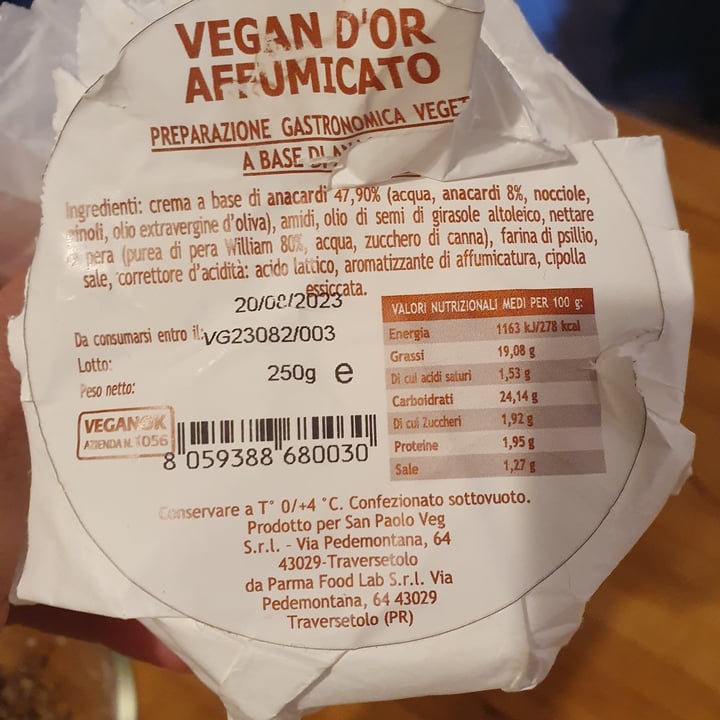 VEGAN D'OR
AFFUMICATO
PREPARAZIONE GASTRONOMICA VEGET
A BASE DI
Ingredienti: crema a base di anacardi 47,90% (acqua, anacardi 8%, nocciole,
pinoli, olio extravergine d'oliva), amidi, olio di semi di girasole altoleico, nettare
pera (purea di pera William 80%, acqua, zucchero di canna), farina di psillio,
sale, correttore d'acidità: acido lattico, aromatizzante di affumicatura, cipolla
essiccata.
20/08/2023
Da consumarsi entro il: VG23082/003
Lotto:
250g e
Peso netto:
VEGANOK
AZIENDA N. 1056
8 059388 680030
VALORI NUTRIZIONALI MEDI PER 100 g:
Energia 1163 kJ/278 kcal
Grassi 19,08 g
Di cui acidi saturi 1,53 g
Carboidrati 24,14 g
Di cui Zuccheri 1,92 g
Proteine 1,95 g
Sale 1,27 g
Conservare a T° 0/+4 °C. Confezionato sottovuoto.
Prodotto per San Paolo Veg
S.r.l. - Via Pedemontana, 64
43029-Traversetolo
da Parma Food Lab S.r.l. Via
Pedemontana, 64 43029
Traversetolo (PR)